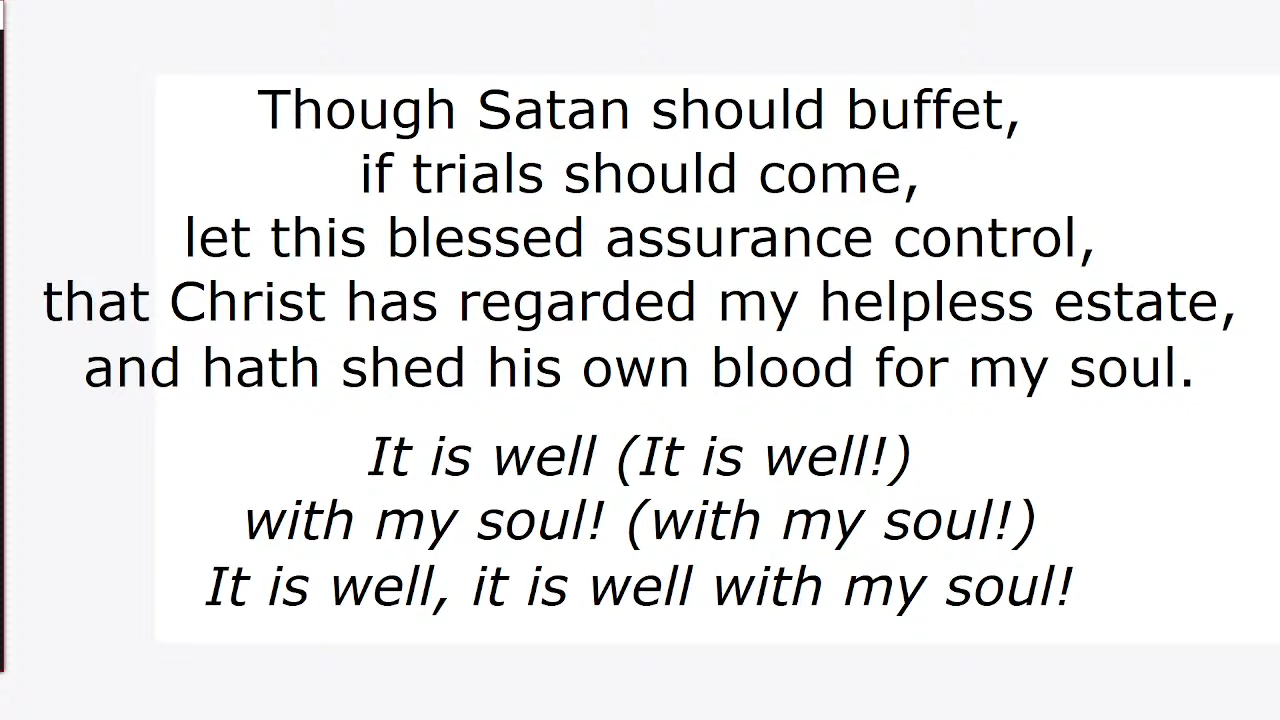 Though Satan should buffet,
if trials should come,
let this blessed assurance control,
that Christ has regarded my helpless estate,
and hath shed his own blood for my soul.
It is well (It is well!)
with my soul! (with my soul!)
It is well, it is well with my soul!